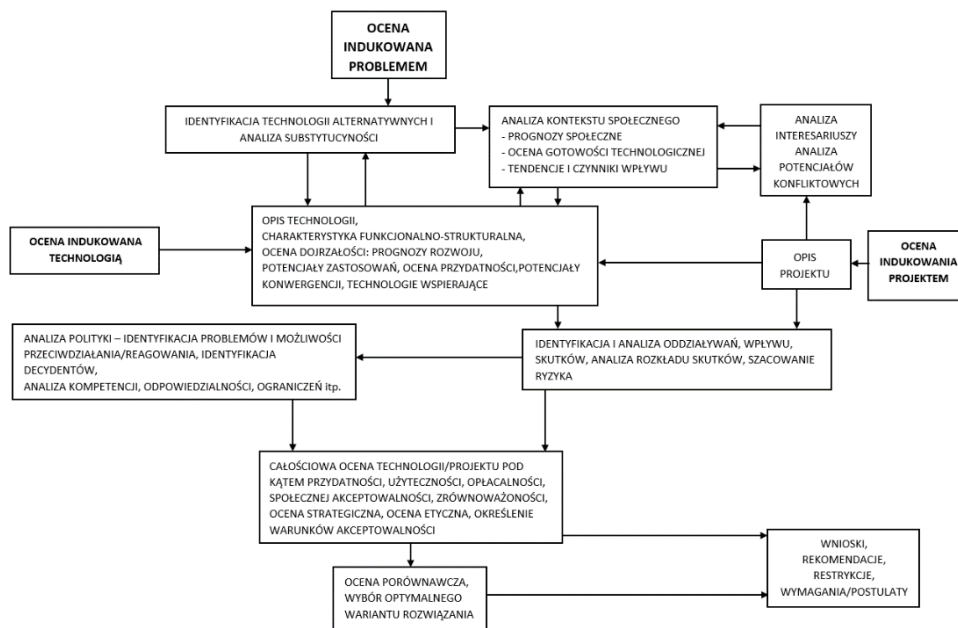 OCENA
INDUKOWANA
PROBLEMEM
IDENTYFIKACJA TECHNOLOGII ALTERNATYWNYCH I
ANALIZA SUBSTYTUCYNOŚCI
ANALIZA KONTEKSTU SPOŁECZNEGO
- PROGNOZY SPOŁECZNE
- OCENA GOTOWOŚCI TECHNOLOGICZNEJ
- TENDENCJE I CZYNNIKI WPŁYWU
ANALIZA
INTERESARIUSZY
ANALIZA
POTENCJAŁÓW
KONFLIKTOWYCH
OCENA INDUKOWANA
TECHNOLOGIĄ
OPIS TECHNOLOGII,
CHARAKTERYSTYKA FUNKCJONALNO-STRUKTURALNA,
OCENA DOJRZAŁOŚCI: PROGNOZY ROZWOJU,
POTENCJAŁY ZASTOSOWAŃ, OCENA PRZYDATNOŚCI,POTENCJAŁY
KONWERGENCJI, TECHNOLOGIE WSPIERAJĄCE
OPIS
PROJEKTU
OCENA
INDUKOWANIA
PROJEKTEM
ANALIZA POLITYKI – IDENTYFIKACJA PROBLEMÓW I MOŻLIWOŚCI
PRZECIWDZIAŁANIA/REAGOWANIA, IDENTYFIKACJA
DECYDENTÓW,
ANALIZA KOMPETENCJI, ODPOWIEDZIALNOŚCI, OGRANICZEŃ itp.
IDENTYFIKACJA I ANALIZA ODDZIAŁYWAŃ, WPŁYWU,
SKUTKÓW, ANALIZA ROZKŁADU SKUTKÓW, SZACOWANIE
RYZYKA
CAŁOŚCIOWA OCENA TECHNOLOGII/PROJEKTU POD
KĄTEM PRZYDATNOŚCI, UŻYTECZNOŚCI, OPŁACALNOŚCI,
SPOŁECZNEJ AKCEPTOWALNOŚCI, ZRÓWNOWAŻONOŚCI,
OCENA STRATEGICZNA, OCENA ETYCZNA, OKREŚLENIE
WARUNKÓW AKCEPTOWALNOŚCI
WNIOSKI,
REKOMENDACJE,
RESTRYKCJE,
WYMAGANIA/POSTULATY
OCENA PORÓWNAWCZA,
WYBÓR OPTYMALNEGO
WARIANTU ROZWIĄZANIA